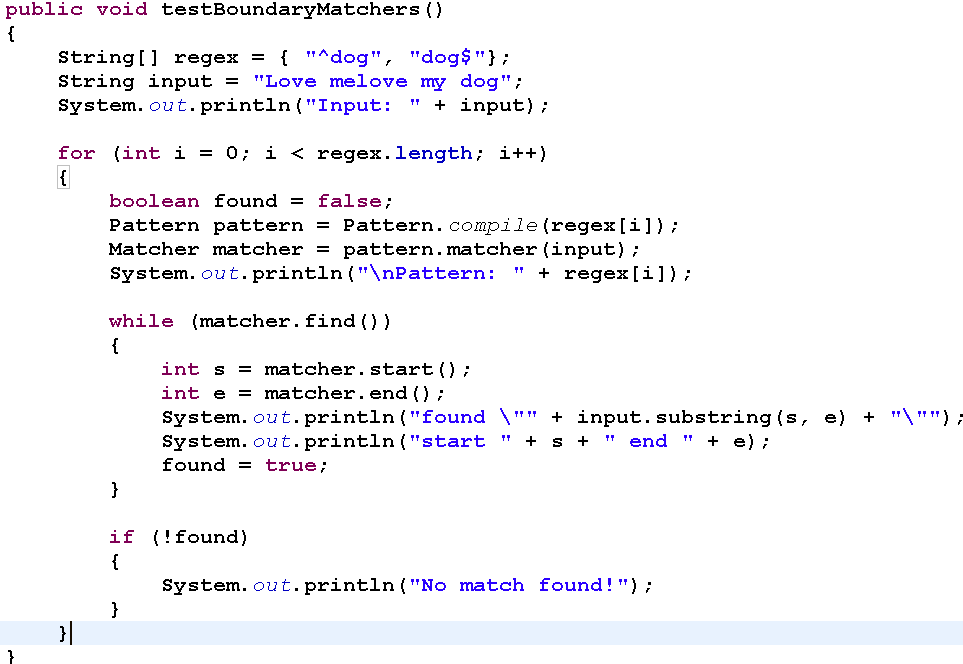 public void testBoundaryMatchers()
{
    String[] regex = { "^dog", "dog$"};
    String input = "Love melove my dog";
    System.out.println("Input: " + input);

    for (int i = 0; i < regex.length; i++)
    {
        boolean found = false;
        Pattern pattern = Pattern.compile(regex[i]);
        Matcher matcher = pattern.matcher(input);
        System.out.println("\nPattern: " + regex[i]);

        while (matcher.find())
        {
            int s = matcher.start();
            int e = matcher.end();
            System.out.println("found \"" + input.substring(s, e) + "\"");
            System.out.println("start " + s + " end " + e);
            found = true;
        }

        if (!found)
        {
            System.out.println("No match found!");
        }
    }
}